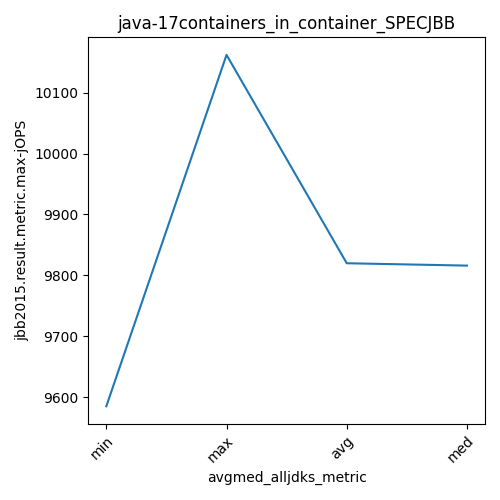 java-17containers_in_container_SPECJBB
jbb2015.result.metric.max-jOPS
10100
10000
9900
9800
9700
9600
min
max
avg
med
avgmed_alljdks_metric